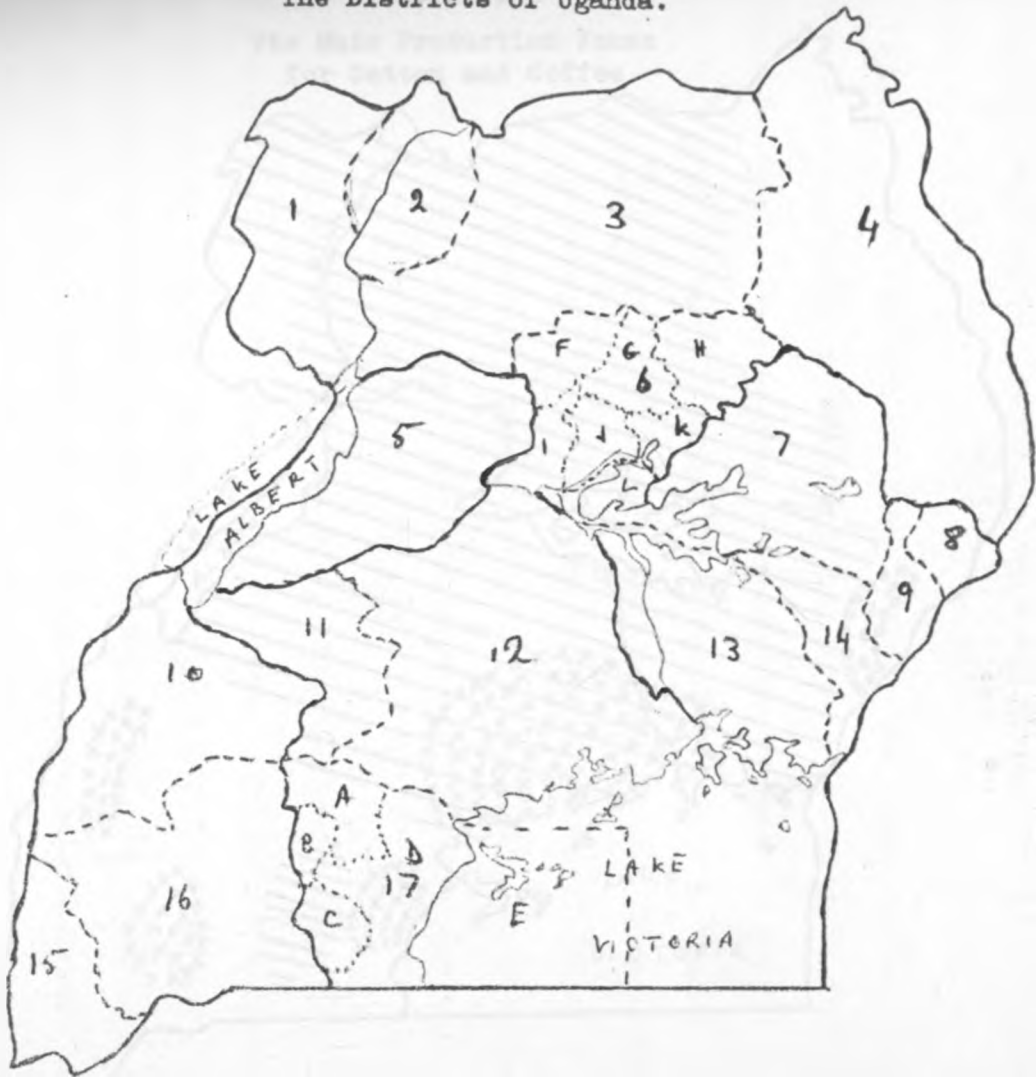 The Districts of Uganda.
The Main Production Zones
for Cotton and Coffee
1
2
3
4
F
G
H
6
5
I
J
K
L
7
LAKE
ALBERT
8
9
11
12
13
14
10
A
B
D
17
C
E
LAKE
VICTORIA
16
15